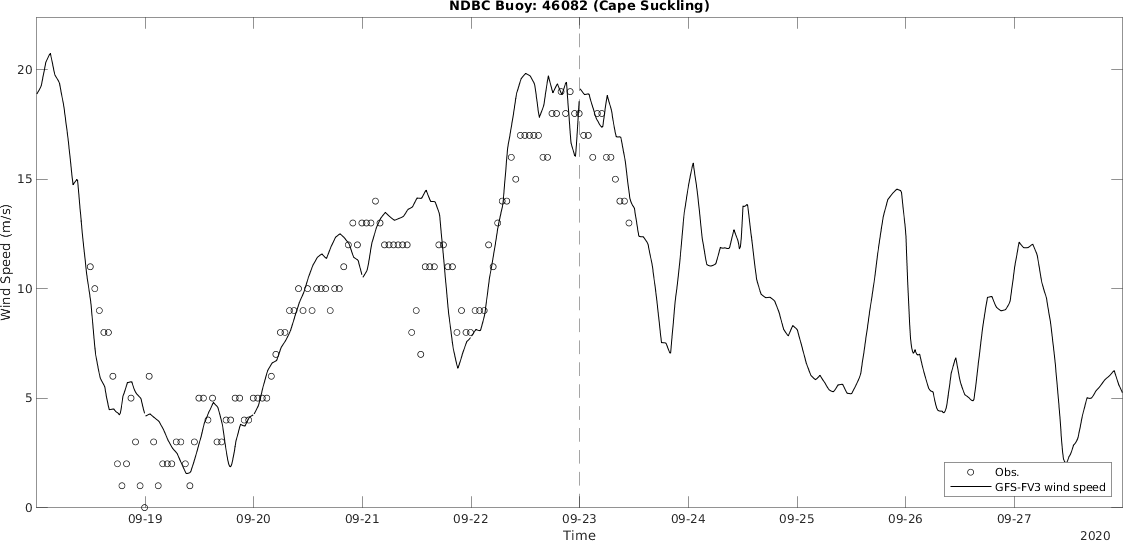 NDBC Buoy: 46082 (Cape Suckling)
20
15
10
5
0
Wind Speed (m/s)
09-19 09-20 09-21 09-22 09-23 09-24 09-25 09-26 09-27
Time
2020
Obs.
GFS-FV3 wind speed